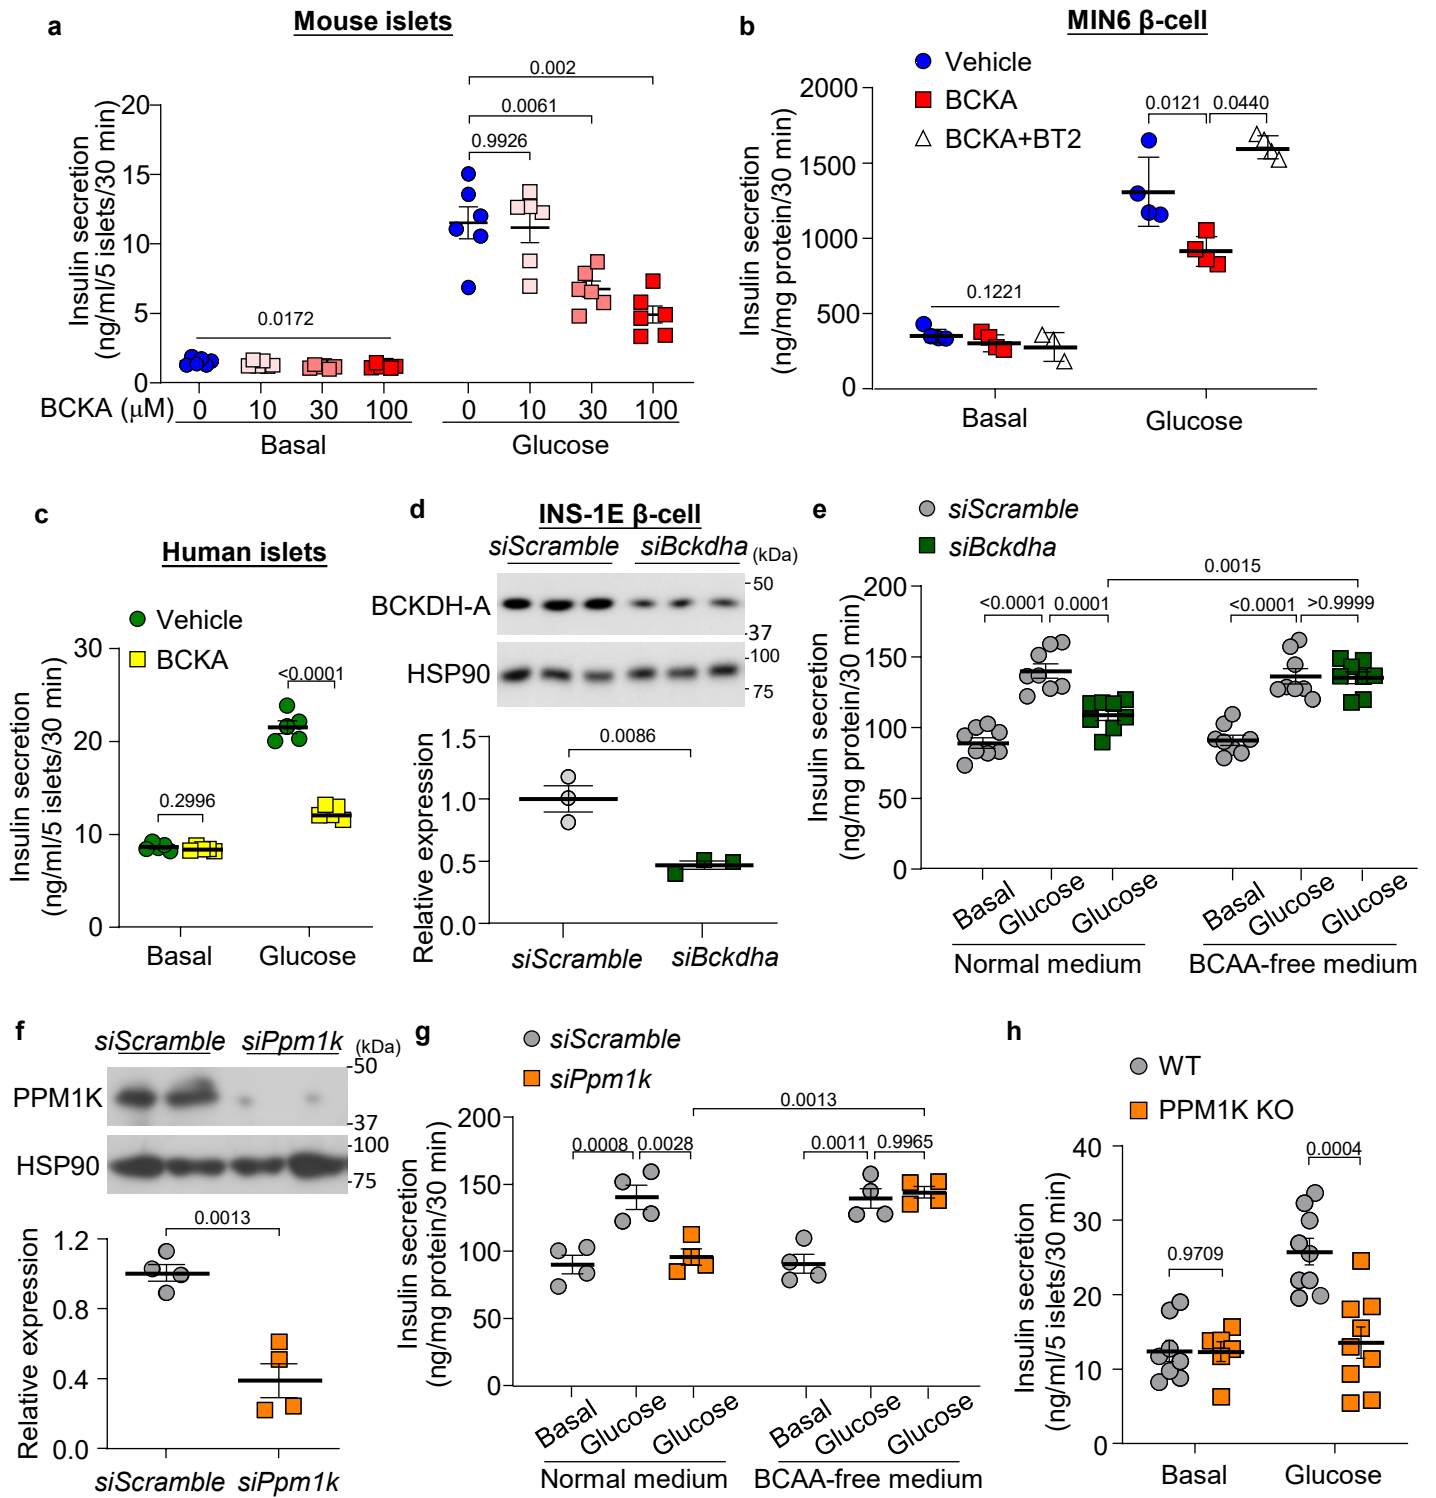 a
Mouse islets
Insulin secretion
(ng/ml/5 islets/30 min)
20
15
10
5
0
0.002
0.0061
0.9926
0.0172
BCKA (μM)
0 10 30 100 0 10 30 100
Basal Glucose
b
MIN6 β-cell
Vehicle
BCKA
BCKA+BT2
Insulin secretion
(ng/mg protein/30 min)
2000
1500
1000
500
0
0.0121 0.0440
0.1221
Basal Glucose
c
Human islets
Vehicle
BCKA
Insulin secretion
(ng/ml/5 islets/30 min)
30
20
10
0
<0.0001
0.2996
Basal Glucose
d
INS-1E β-cell
siScramble siBckdha (kDa)
BCKDH-A
-50
-37
HSP90
-100
-75
Relative expression
1.5
1.0
0.5
0.0
0.0086
siScramble siBckdha
e
siScramble
siBckdha
Insulin secretion
(ng/mg protein/30 min)
200
150
100
50
0
0.0015
<0.0001 0.0001 <0.0001 >0.9999
Basal Glucose Glucose Basal Glucose Glucose
Normal medium BCAA-free medium
f
siScramble siPpm1k (kDa)
PPM1K
-50
-37
HSP90
-100
-75
Relative expression
1.2
0.8
0.4
0.0
0.0013
siScramble siPpm1k
g
siScramble
siPpm1k
Insulin secretion
(ng/mg protein/30 min)
200
150
100
50
0
0.0013
0.0008 0.0028 0.0011 0.9965
Basal Glucose Glucose Basal Glucose Glucose
Normal medium BCAA-free medium
h
WT
PPM1K KO
Insulin secretion
(ng/ml/5 islets/30 min)
40
30
20
10
0
0.0004
0.9709
Basal Glucose